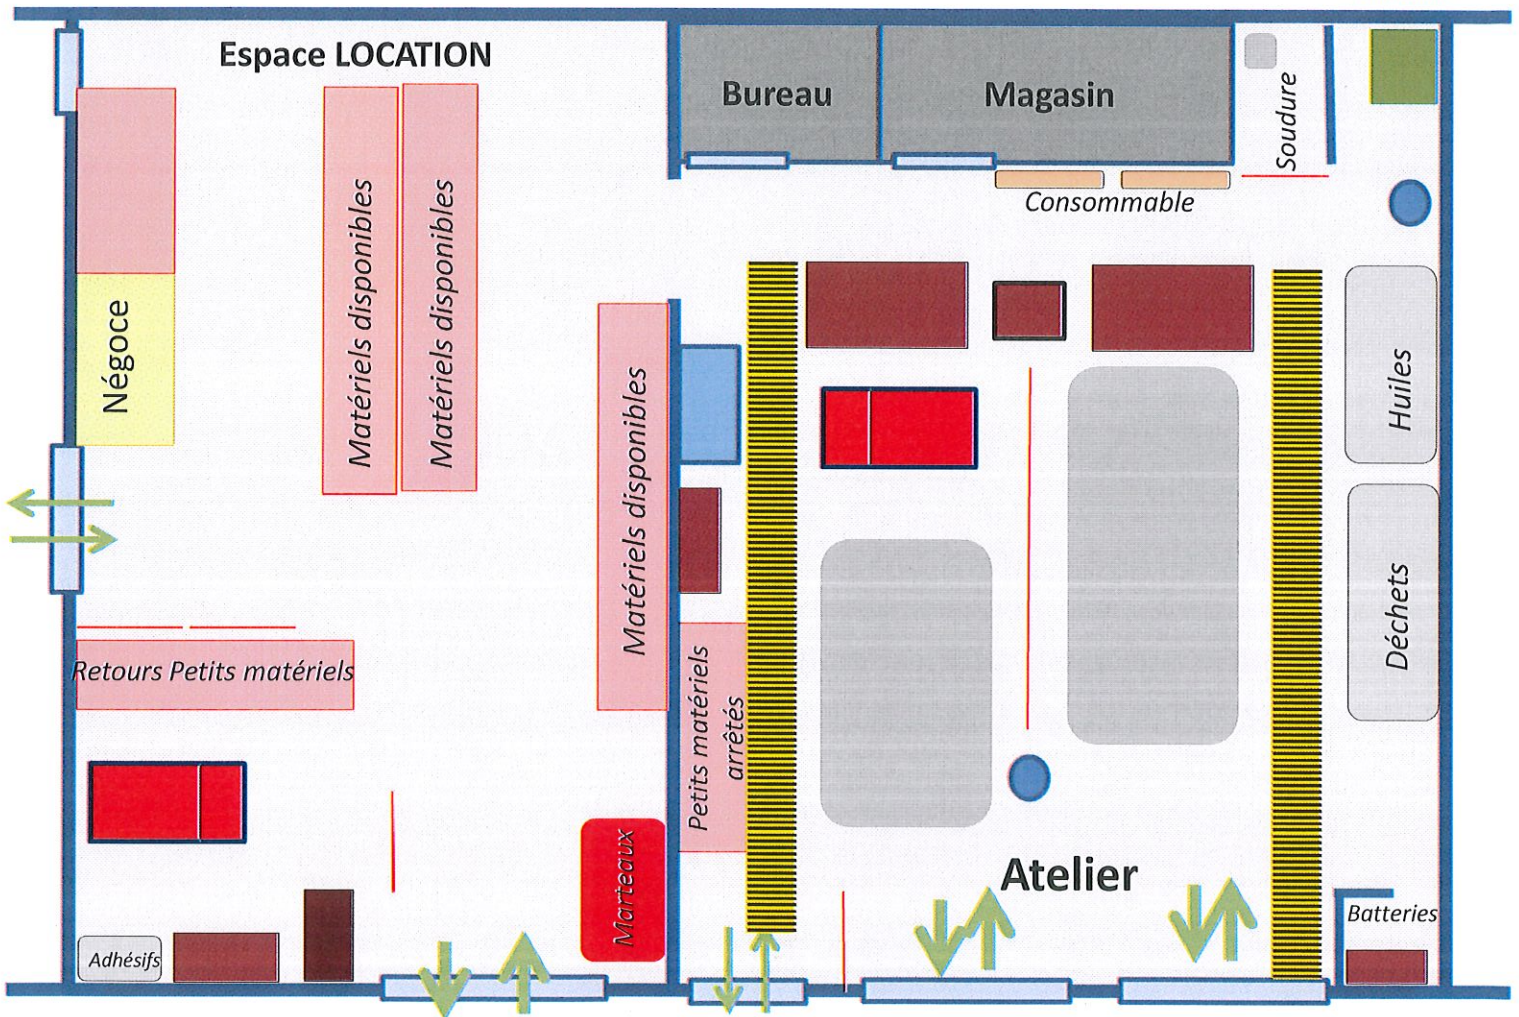 Espace LOCATION
Bureau
Magasin
Soudure
Consommable
Négoce
Matériels disponibles
Matériels disponibles
Matériels disponibles
Huiles
Déchets
Retours Petits matériels
Petits matériels
arrêtés
Marteaux
Atelier
Batteries
Adhésifs